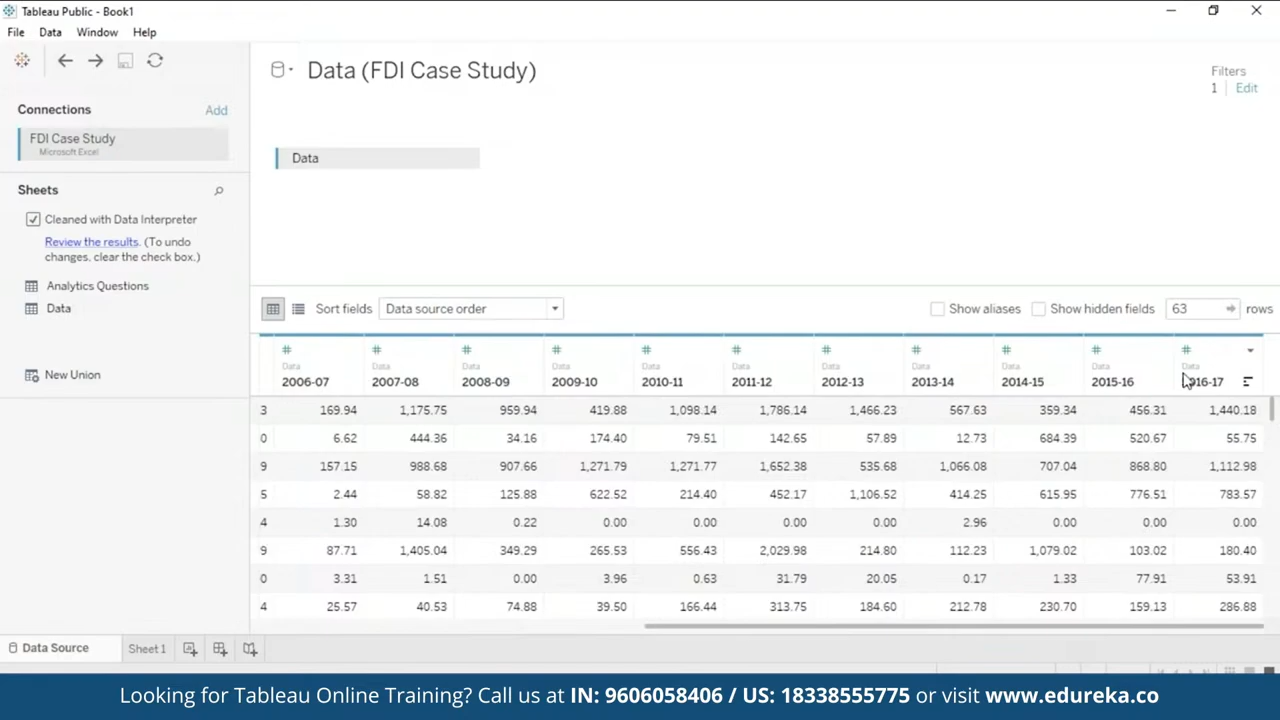 Tableau Public - Book1
File Data Window Help
Connections Add
FDI Case Study
Microsoft Excel
Sheets
Cleaned with Data Interpreter
Review the results. (To undo
changes, clear the check box.)
Analytics Questions
Data
New Union
Data (FDI Case Study)
Filters
1 Edit
Data
Sort fields Data source order Show aliases Show hidden fields 63 rows
# # # # # # # # # # #
Data Data Data Data Data Data Data Data Data Data Data
2006-07 2007-08 2008-09 2009-10 2010-11 2011-12 2012-13 2013-14 2014-15 2015-16
3 169.94 1,175.75 959.94 419.88 1,098.14 1,786.14 1,466.23 567.63 359.34 456.31 1,440.18
0 6.62 444.36 34.16 174.40 79.51 142.65 57.89 12.73 684.39 520.67 55.75
9 157.15 988.68 907.66 1,271.79 1,271.77 1,652.38 535.68 1,066.08 707.04 868.80 1,112.98
5 2.44 58.82 125.88 622.52 214.40 452.17 1,106.52 414.25 615.95 776.51 783.57
4 1.30 14.08 0.22 0.00 0.00 0.00 0.00 2.96 0.00 0.00 0.00
9 87.71 1,405.04 349.29 265.53 556.43 2,029.98 214.80 112.23 1,079.02 103.02 180.40
0 3.31 1.51 0.00 3.96 0.63 31.79 20.05 0.17 1.33 77.91 53.91
4 25.57 40.53 74.88 39.50 166.44 313.75 184.60 212.78 230.70 159.13 286.88
Data Source Sheet 1
Looking for Tableau Online Training? Call us at IN: 9606058406 / US: 18338555775 or visit www.edureka.co